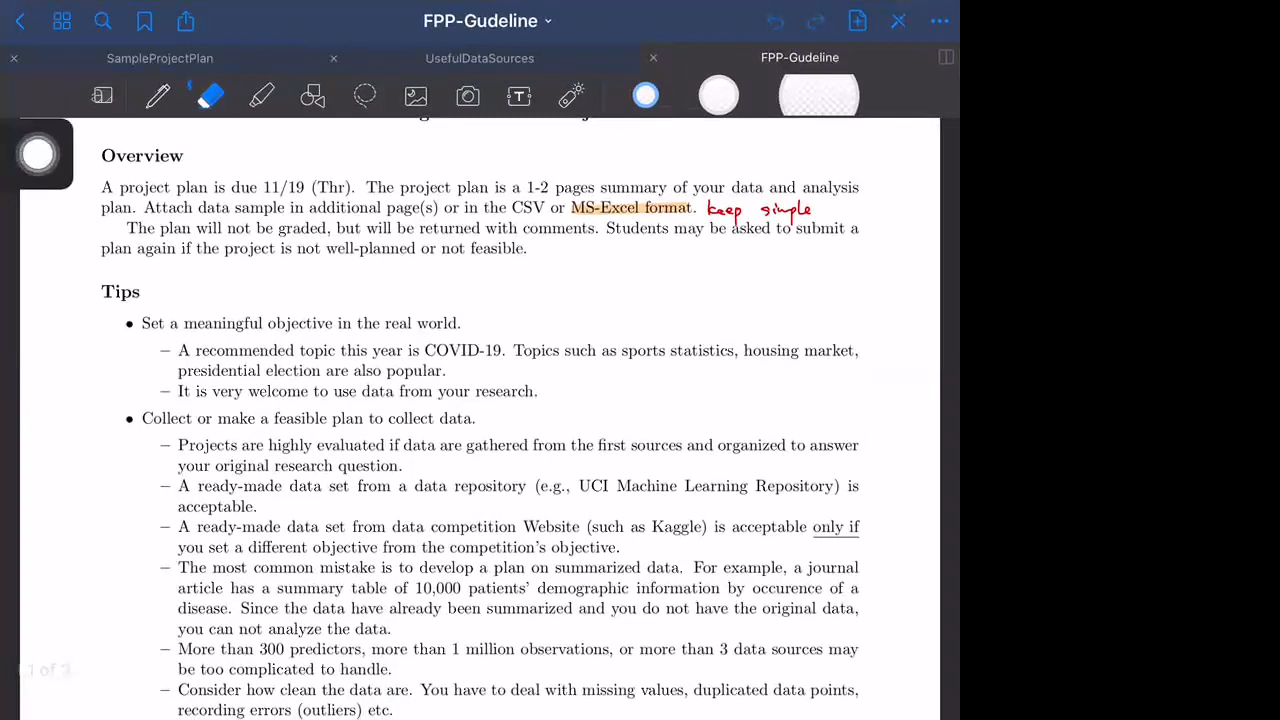 FPP-Gudeline
SampleProjectPlan
UsefulDataSources
FPP-Gudeline
Overview
A project plan is due 11/19 (Thr). The project plan is a 1-2 pages summary of your data and analysis
plan. Attach data sample in additional page(s) or in the CSV or MS-Excel format. keep simple
The plan will not be graded, but will be returned with comments. Students may be asked to submit a
plan again if the project is not well-planned or not feasible.
Tips
• Set a meaningful objective in the real world.
– A recommended topic this year is COVID-19. Topics such as sports statistics, housing market,
presidential election are also popular.
– It is very welcome to use data from your research.
• Collect or make a feasible plan to collect data.
– Projects are highly evaluated if data are gathered from the first sources and organized to answer
your original research question.
– A ready-made data set from a data repository (e.g., UCI Machine Learning Repository) is
acceptable.
– A ready-made data set from data competition Website (such as Kaggle) is acceptable only if
you set a different objective from the competition's objective.
– The most common mistake is to develop a plan on summarized data. For example, a journal
article has a summary table of 10,000 patients' demographic information by occurence of a
disease. Since the data have already been summarized and you do not have the original data,
you can not analyze the data.
– More than 300 predictors, more than 1 million observations, or more than 3 data sources may
be too complicated to handle.
– Consider how clean the data are. You have to deal with missing values, duplicated data points,
recording errors (outliers) etc.